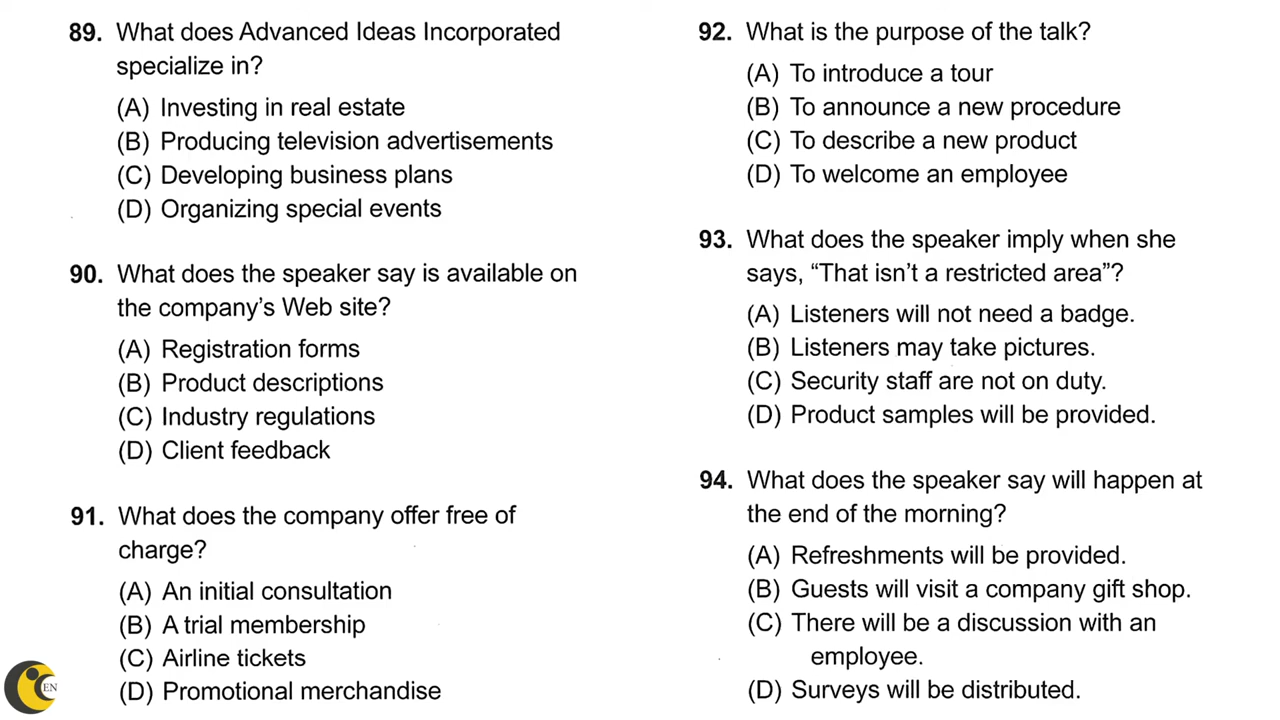 89. What does Advanced Ideas Incorporated
specialize in?
(A) Investing in real estate
(B) Producing television advertisements
(C) Developing business plans
(D) Organizing special events
90. What does the speaker say is available on
the company's Web site?
(A) Registration forms
(B) Product descriptions
(C) Industry regulations
(D) Client feedback
91. What does the company offer free of
charge?
(A) An initial consultation
(B) A trial membership
(C) Airline tickets
(D) Promotional merchandise
EN
92. What is the purpose of the talk?
(A) To introduce a tour
(B) To announce a new procedure
(C) To describe a new product
(D) To welcome an employee
93. What does the speaker imply when she
says, “That isn't a restricted area”?
(A) Listeners will not need a badge.
(B) Listeners may take pictures.
(C) Security staff are not on duty.
(D) Product samples will be provided.
94. What does the speaker say will happen at
the end of the morning?
(A) Refreshments will be provided.
(B) Guests will visit a company gift shop.
(C) There will be a discussion with an
employee.
(D) Surveys will be distributed.